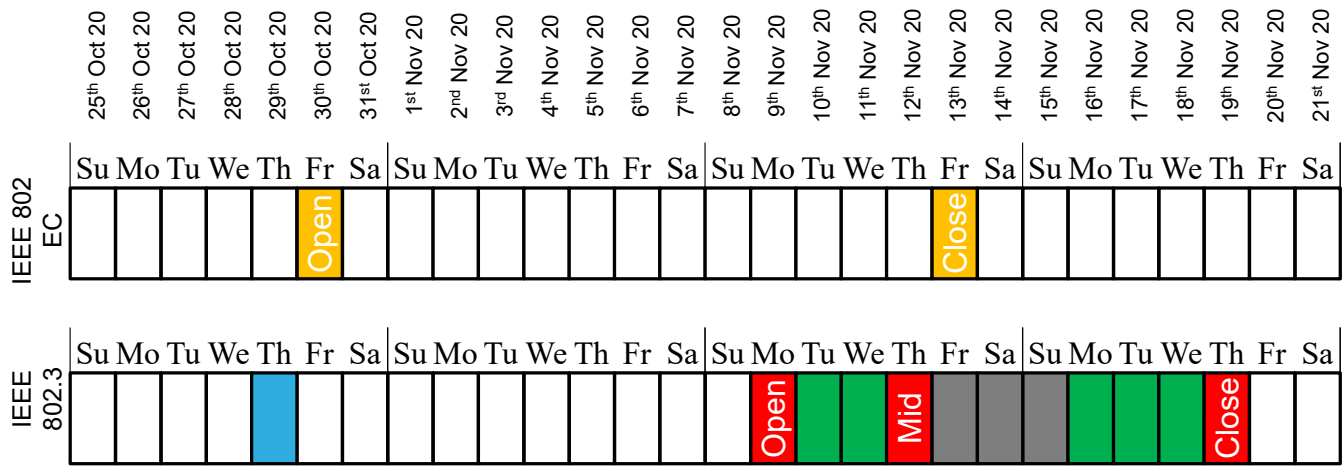 25th Oct 20
26th Oct 20
27th Oct 20
28th Oct 20
29th Oct 20
30th Oct 20
31st Oct 20
1st Nov 20
2nd Nov 20
3rd Nov 20
4th Nov 20
5th Nov 20
6th Nov 20
7th Nov 20
8th Nov 20
9th Nov 20
10th Nov 20
11th Nov 20
12th Nov 20
13th Nov 20
14th Nov 20
15th Nov 20
16th Nov 20
17th Nov 20
18th Nov 20
19th Nov 20
20th Nov 20
21st Nov 20
Su Mo Tu We Th Fr Sa Su Mo Tu We Th Fr Sa Su Mo Tu We Th Fr Sa Su Mo Tu We Th Fr Sa
IEEE 802
EC
Open
Close
Su Mo Tu We Th Fr Sa Su Mo Tu We Th Fr Sa Su Mo Tu We Th Fr Sa Su Mo Tu We Th Fr Sa
IEEE
802.3
Open
Mid
Close